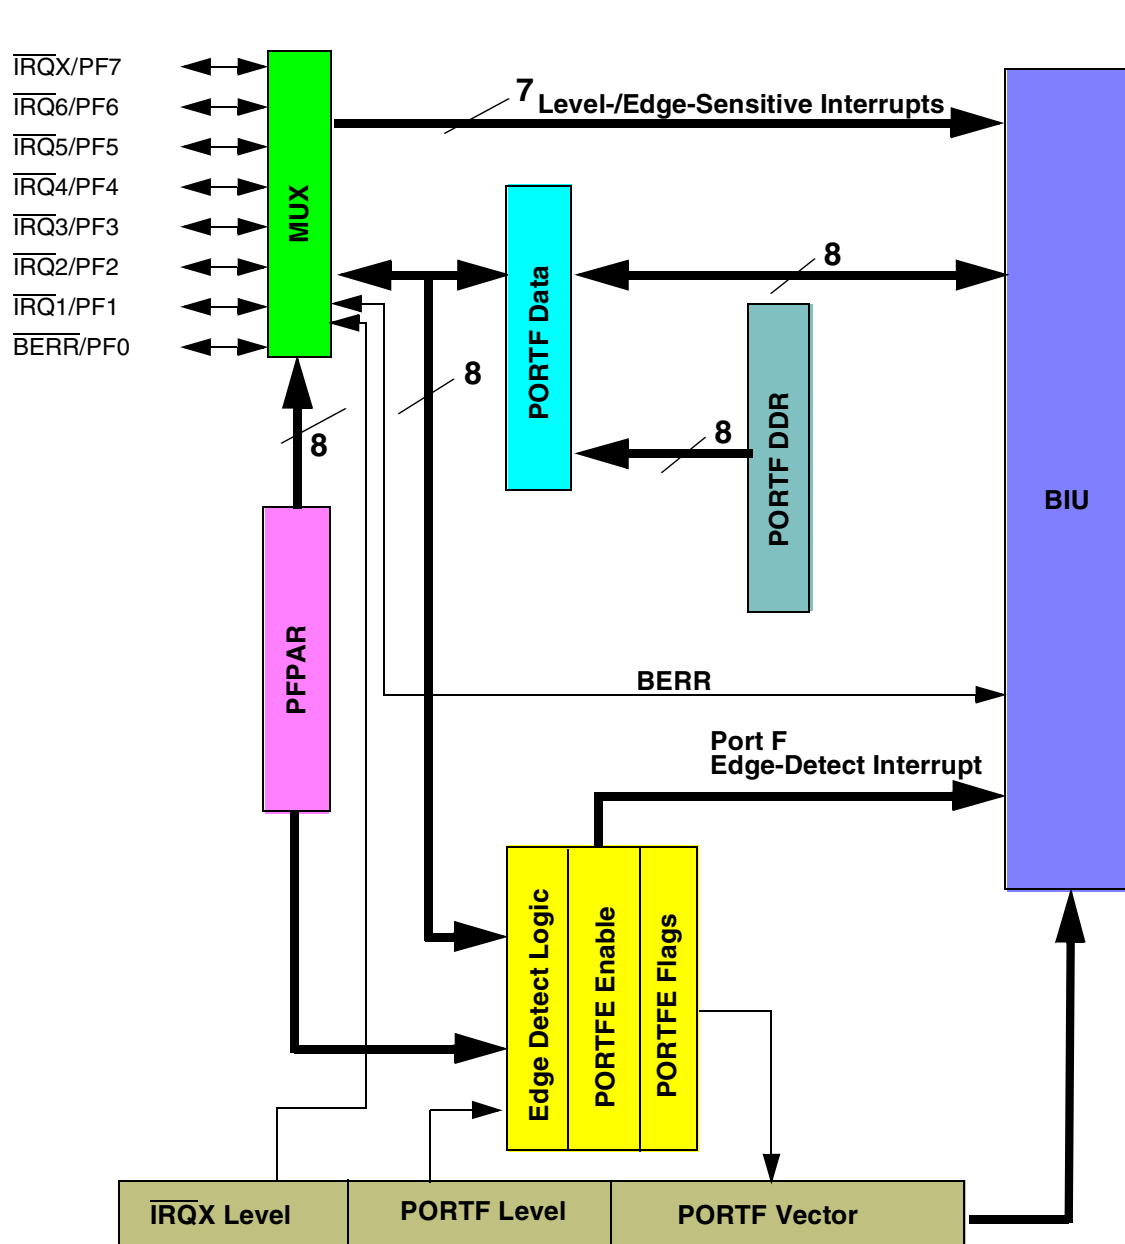 IRQX/PF7
IRQ6/PF6
IRQ5/PF5
IRQ4/PF4
IRQ3/PF3
IRQ2/PF2
IRQ1/PF1
BERR/PF0
MUX
7
Level-/Edge-Sensitive Interrupts
PORTF Data
8
8
8
8
PORTF DDR
BIU
PFPAR
BERR
Port F
Edge-Detect Interrupt
Edge Detect Logic
PORTFE Enable
PORTFE Flags
IRQX Level
PORTF Level
PORTF Vector